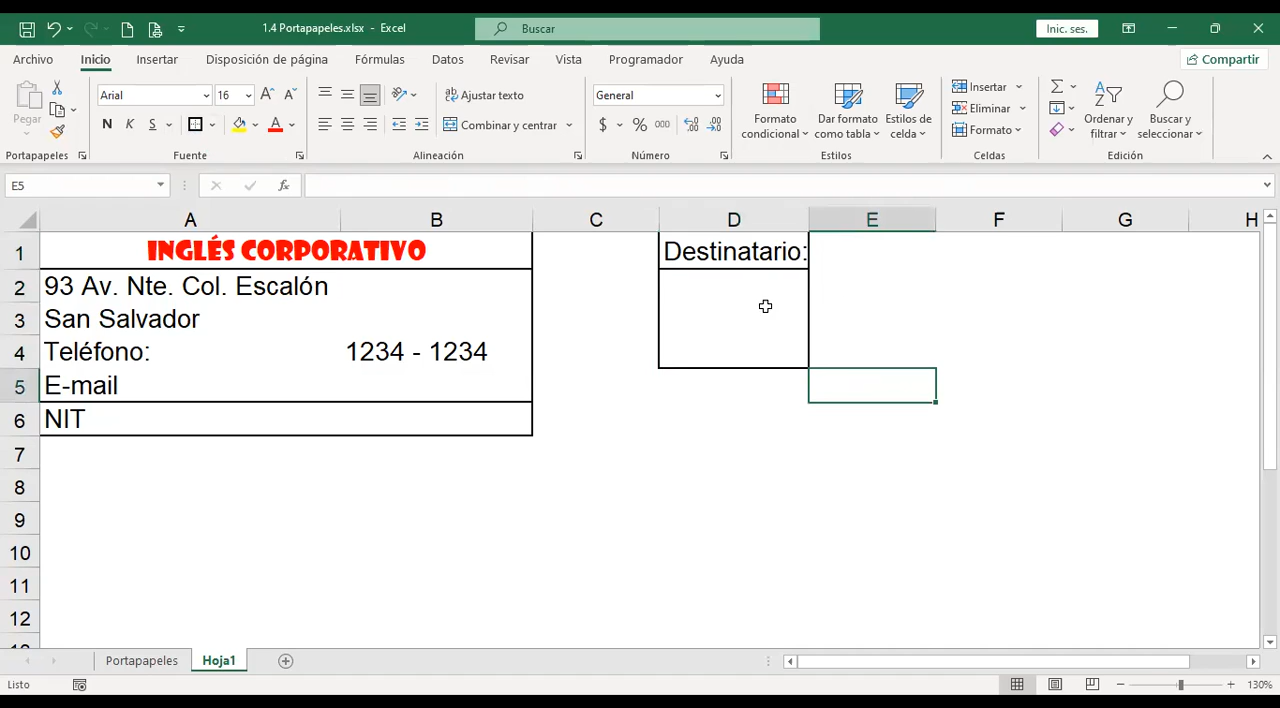 1.4 Portapapeles.xlsx - Excel
Buscar
Inic. ses.
Archivo Inicio Insertar Disposición de página Fórmulas Datos Revisar Vista Programador Ayuda
Compartir
Pegar
Arial 16
N K S
Ajustar texto
Combinar y centrar
General
$ % 000
Formato condicional
Dar formato como tabla
Estilos de celda
Insertar
Eliminar
Formato
Ordenar y filtrar
Buscar y seleccionar
Portapapeles Fuente Alineación Número Estilos Celdas Edición
E5
fx
A B C D E F G H
1 INGLÉS CORPORATIVO Destinatario:
2 93 Av. Nte. Col. Escalón
3 San Salvador
4 Teléfono: 1234 - 1234
5 E-mail
6 NIT
7
8
9
10
11
12
Portapapeles Hoja1
Listo
130%